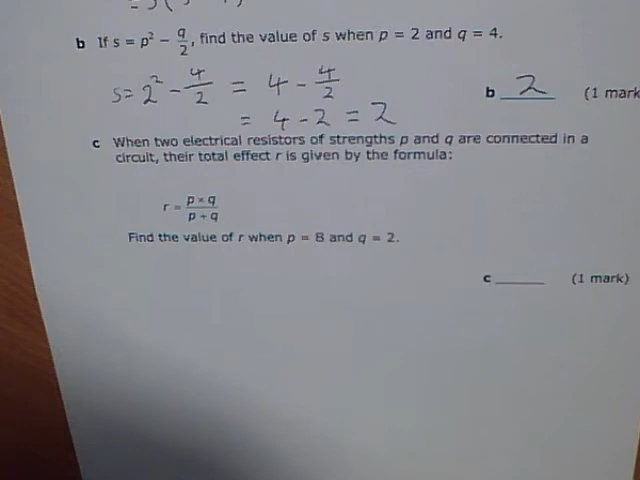 b If s = p² − q/2, find the value of s when p = 2 and q = 4.
s = 2² − 4/2 = 4 − 4/2
= 4 − 2 = 2
b 2 (1 mark
c When two electrical resistors of strengths p and q are connected in a
circuit, their total effect r is given by the formula:
r = p × q / p + q
Find the value of r when p = 8 and q = 2.
c ____ (1 mark)